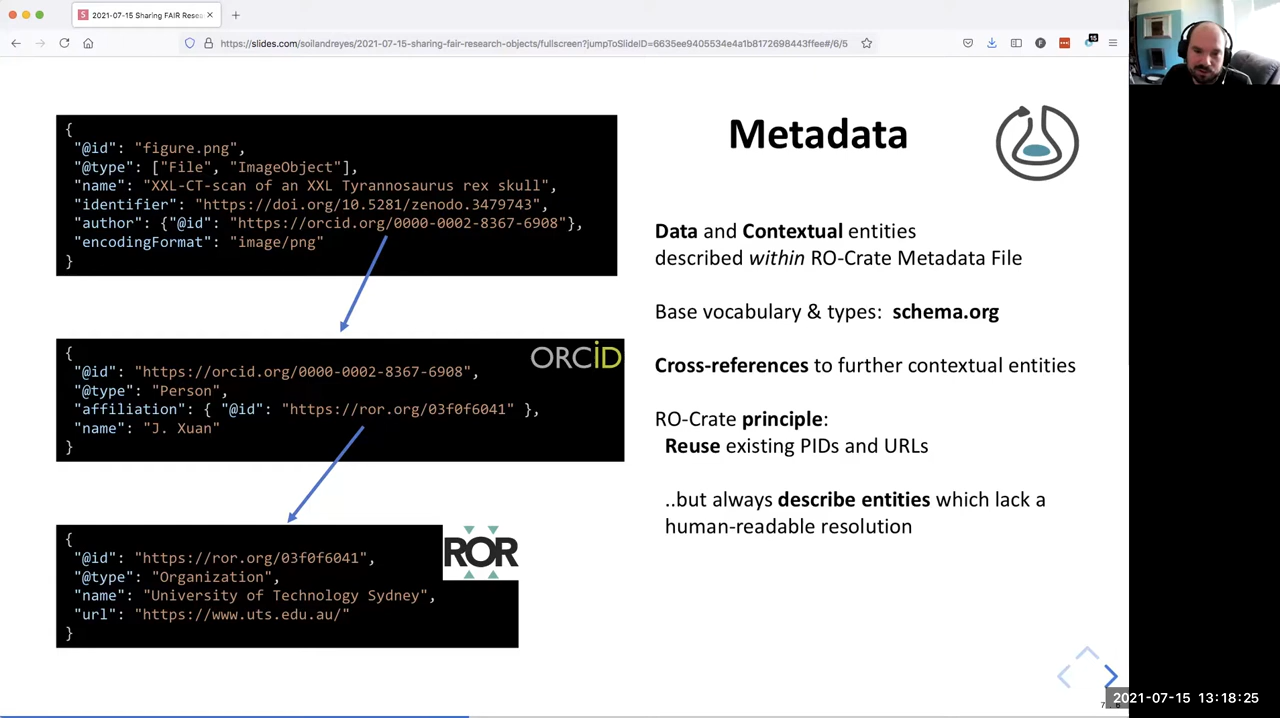 2021-07-15 Sharing FAIR Resea
https://slides.com/soilandreyes/2021-07-15-sharing-fair-research-objects/fullscreen?jumpToSlideID=6635ee9405534e4a1b8172698443ffee#/6/5
15
{
"@id": "figure.png",
"@type": ["File", "ImageObject"],
"name": "XXL-CT-scan of an XXL Tyrannosaurus rex skull",
"identifier": "https://doi.org/10.5281/zenodo.3479743",
"author": {"@id": "https://orcid.org/0000-0002-8367-6908"},
"encodingFormat": "image/png"
}
{
"@id": "https://orcid.org/0000-0002-8367-6908",
"@type": "Person",
"affiliation": { "@id": "https://ror.org/03f0f6041" },
"name": "J. Xuan"
}
ORCiD
{
"@id": "https://ror.org/03f0f6041",
"@type": "Organization",
"name": "University of Technology Sydney",
"url": "https://www.uts.edu.au/"
}
ROR
Metadata
Data and Contextual entities
described within RO-Crate Metadata File
Base vocabulary & types: schema.org
Cross-references to further contextual entities
RO-Crate principle:
Reuse existing PIDs and URLs
..but always describe entities which lack a
human-readable resolution
2021-07-15 13:18:25